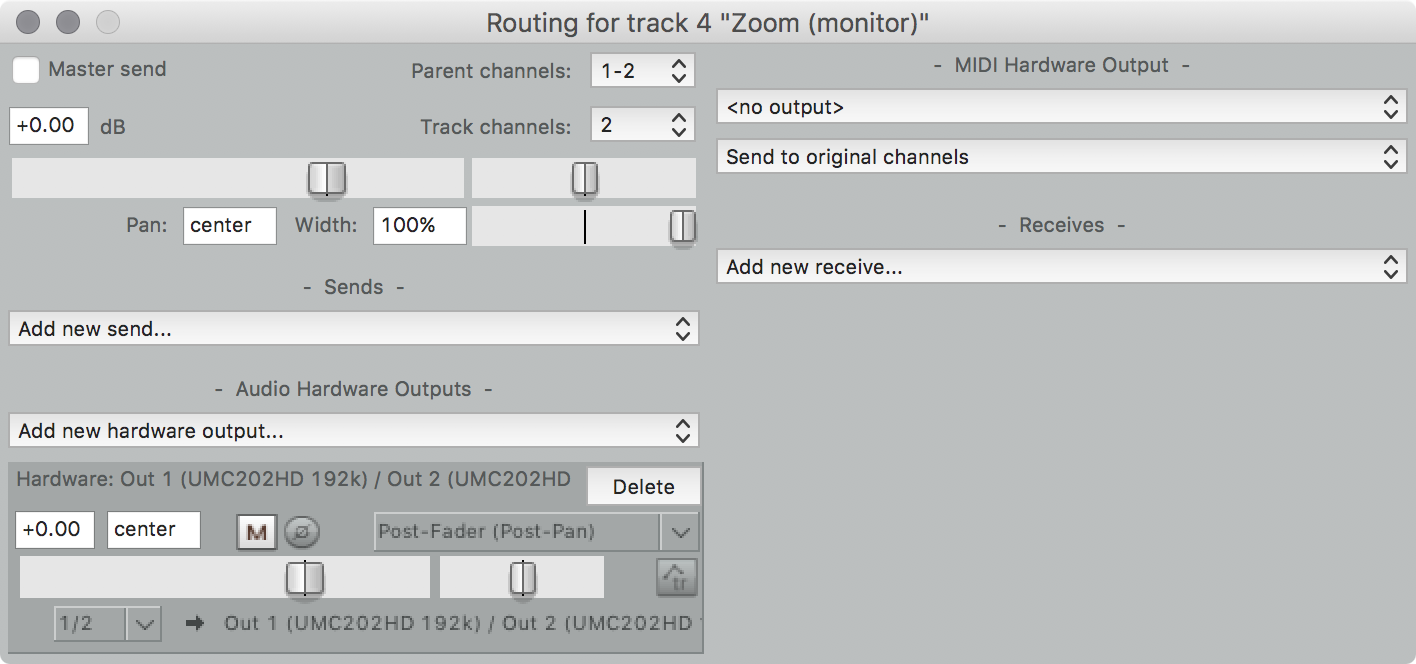 Routing for track 4 "Zoom (monitor)"
Master send
Parent channels: 1-2
+0.00 dB
Track channels: 2
Pan: center Width: 100%
- Sends -
Add new send...
- Audio Hardware Outputs -
Add new hardware output...
Hardware: Out 1 (UMC202HD 192k) / Out 2 (UMC202HD
Delete
+0.00 center M ø Post-Fader (Post-Pan)
tr
1/2 → Out 1 (UMC202HD 192k) / Out 2 (UMC202HD
- MIDI Hardware Output -
<no output>
Send to original channels
- Receives -
Add new receive...